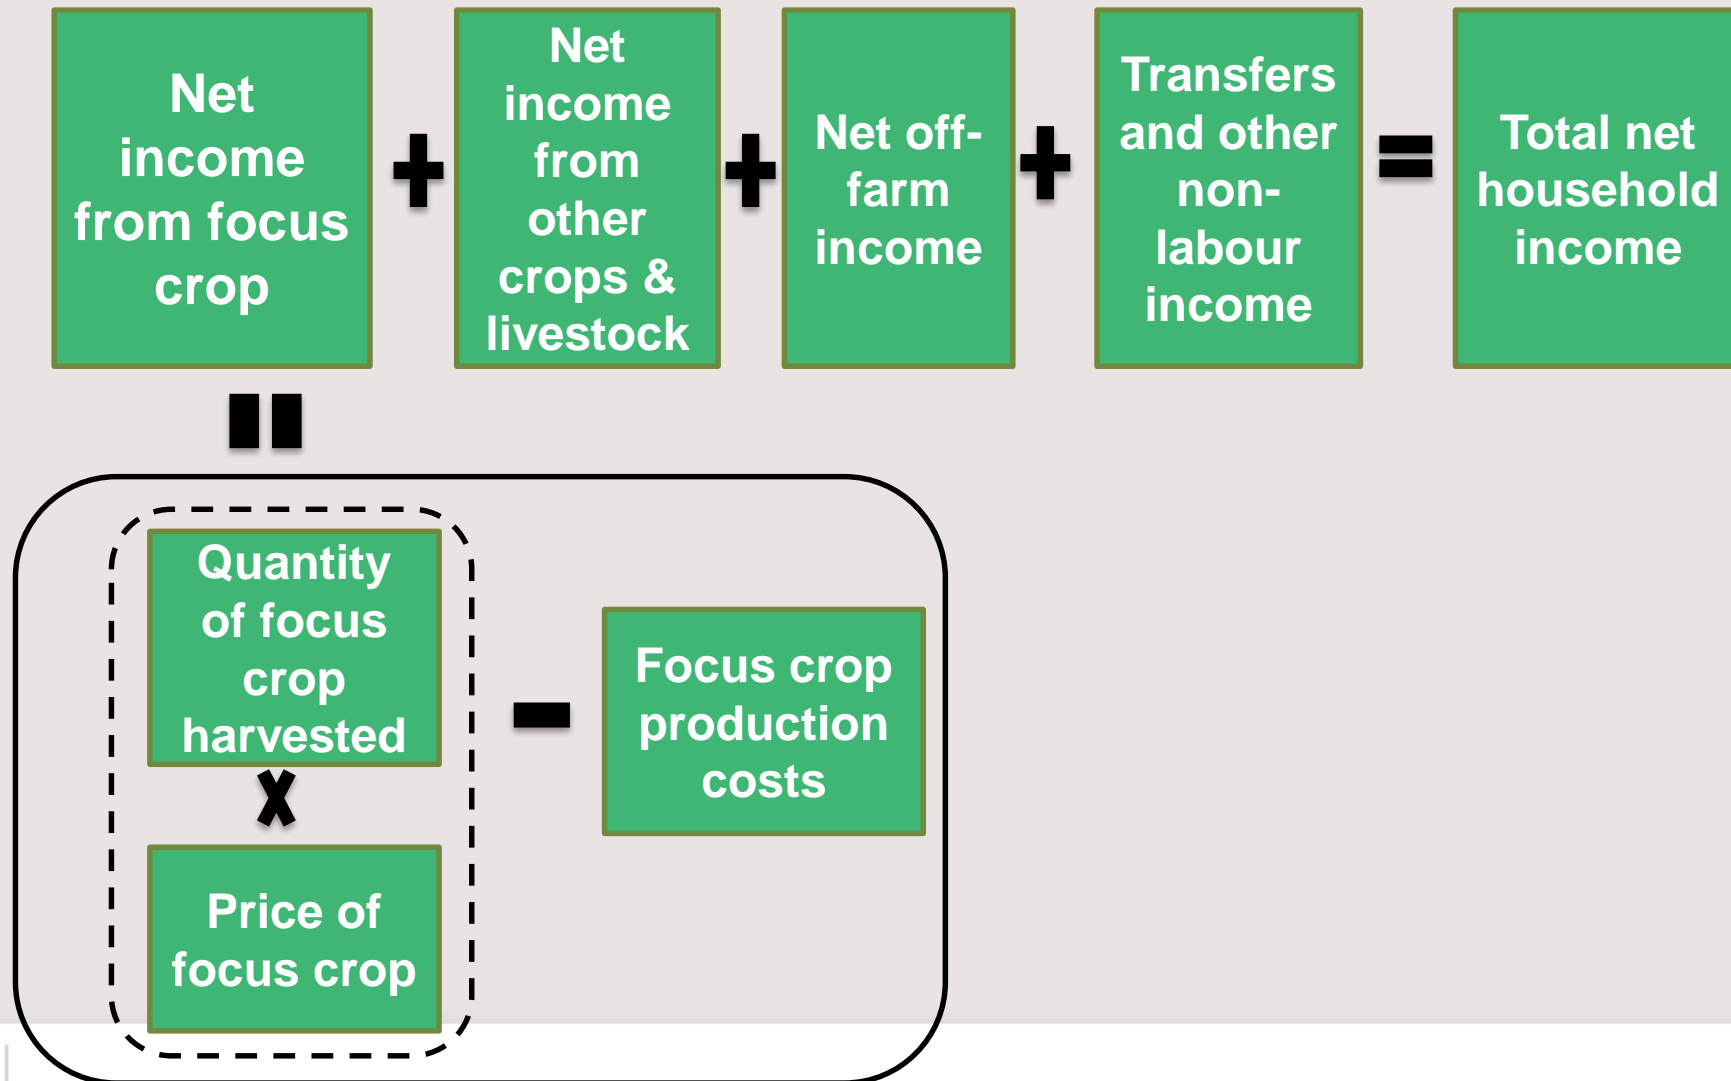 Net
income
from focus
crop
Net
income
from
other
crops &
livestock
Net off-
farm
income
Transfers
and other
non-
labour
income
Total net
household
income
Quantity
of focus
crop
harvested
Price of
focus crop
Focus crop
production
costs